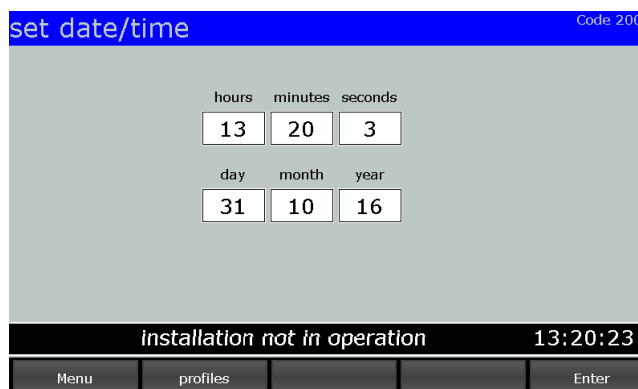 set date/time Code 200
hours minutes seconds
13 20 3
day month year
31 10 16
installation not in operation 13:20:23
Menu profiles Enter